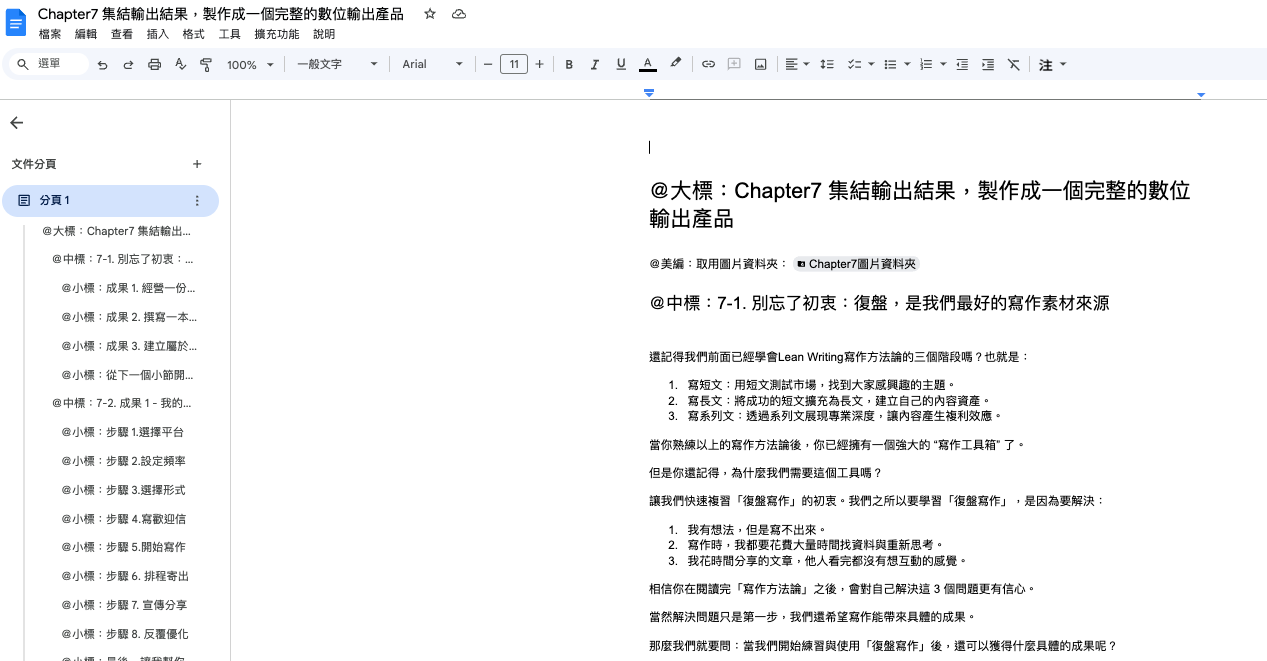 Chapter7 集結輸出結果，製作成一個完整的數位輸出產品
檔案 編輯 查看 插入 格式 工具 擴充功能 說明
選單 100% 一般文字 Arial − 11 + B I U A 注
文件分頁 +
分頁 1
@大標：Chapter7 集結輸出...
@中標：7-1. 別忘了初衷：...
@小標：成果 1. 經營一份...
@小標：成果 2. 撰寫一本...
@小標：成果 3. 建立屬於...
@小標：從下一個小節開...
@中標：7-2. 成果 1 - 我的...
@小標：步驟 1.選擇平台
@小標：步驟 2.設定頻率
@小標：步驟 3.選擇形式
@小標：步驟 4.寫歡迎信
@小標：步驟 5.開始寫作
@小標：步驟 6. 排程寄出
@小標：步驟 7. 宣傳分享
@小標：步驟 8. 反覆優化
@大標：Chapter7 集結輸出結果，製作成一個完整的數位
輸出產品
@美編：取用圖片資料夾： Chapter7圖片資料夾
@中標：7-1. 別忘了初衷：復盤，是我們最好的寫作素材來源
還記得我們前面已經學會Lean Writing寫作方法論的三個階段嗎？也就是：
1. 寫短文：用短文測試市場，找到大家感興趣的主題。
2. 寫長文：將成功的短文擴充為長文，建立自己的內容資產。
3. 寫系列文：透過系列文展現專業深度，讓內容產生複利效應。
當你熟練以上的寫作方法論後，你已經擁有一個強大的 “寫作工具箱” 了。
但是你還記得，為什麼我們需要這個工具嗎？
讓我們快速複習「復盤寫作」的初衷。我們之所以要學習「復盤寫作」，是因為要解決：
1. 我有想法，但是寫不出來。
2. 寫作時，我都要花費大量時間找資料與重新思考。
3. 我花時間分享的文章，他人看完都沒有想互動的感覺。
相信你在閱讀完「寫作方法論」之後，會對自己解決這 3 個問題更有信心。
當然解決問題只是第一步，我們還希望寫作能帶來具體的成果。
那麼我們就要問：當我們開始練習與使用「復盤寫作」後，還可以獲得什麼具體的成果呢？